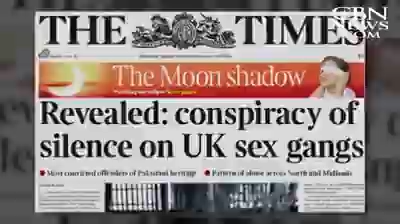 CBN
NEWS
.COM
THE TIMES
The Moon shadow
Revealed: conspiracy of
silence on UK sex gangs
Most convicted offenders of Pakistani heritage
Pattern of abuse across North and Midlands